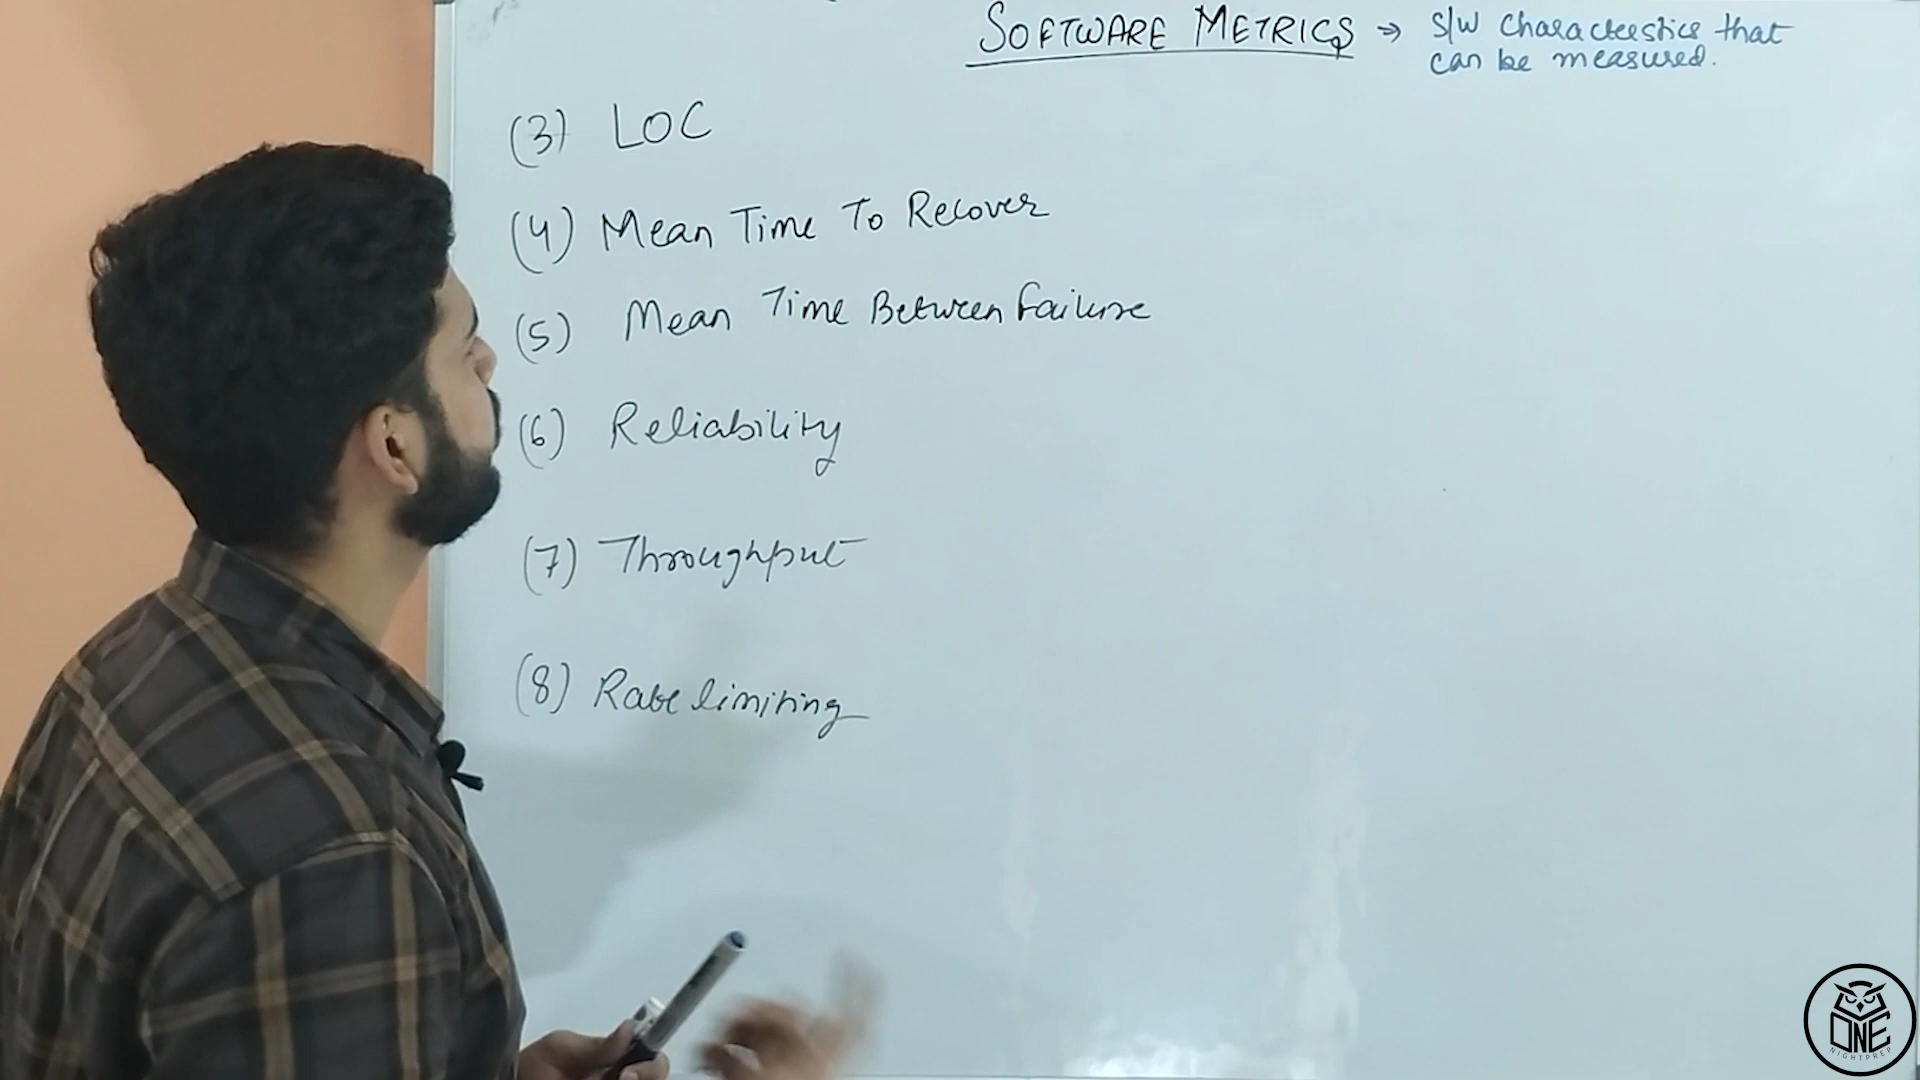 SOFTWARE METRICS → S/W Characteristics that
can be measured.
(3) LOC
(4) Mean Time To Recover
(5) Mean Time Between Failure
(6) Reliability
(7) Throughput
(8) Rate limiting
ONE
NIGHTPREP